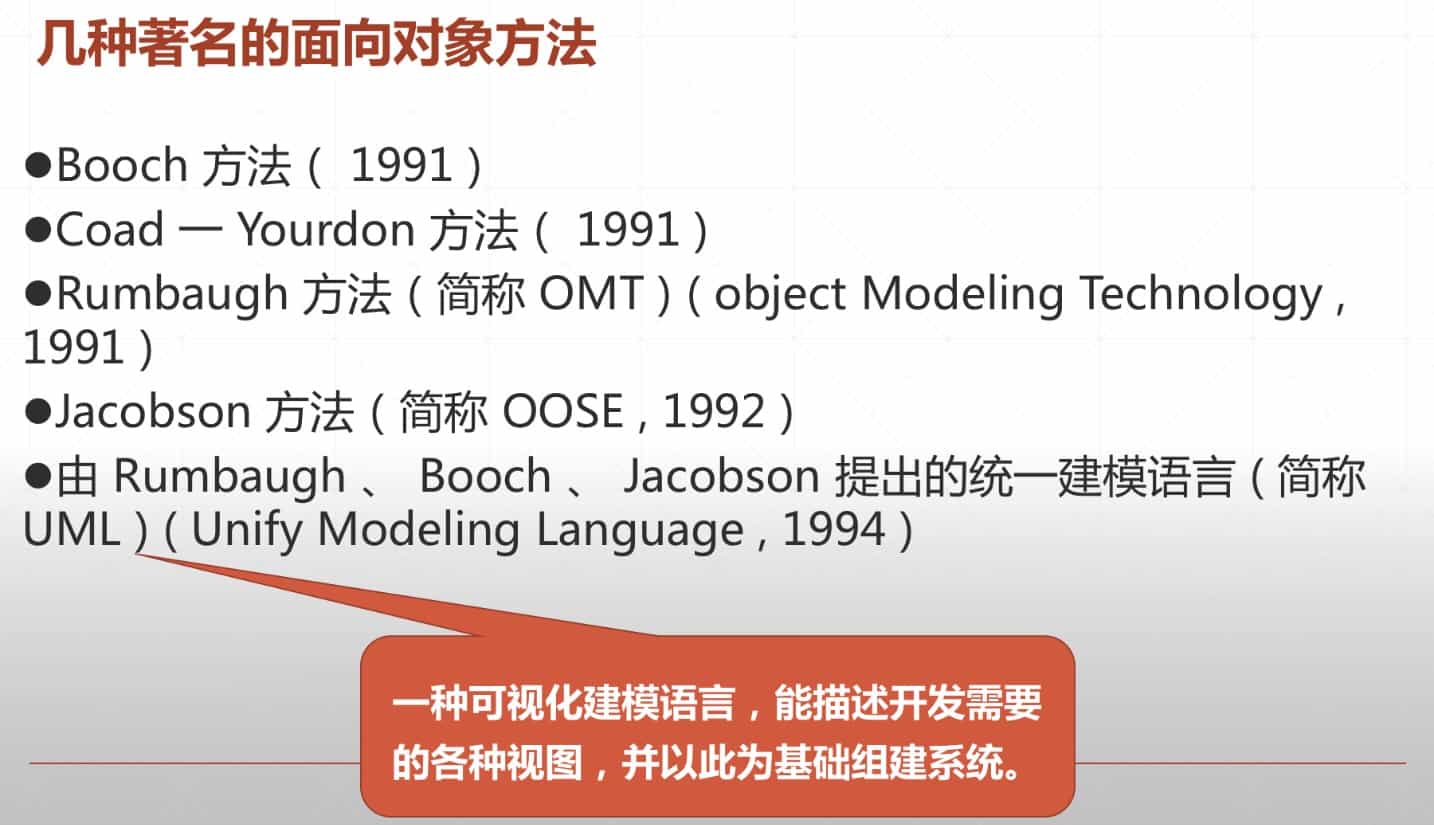 几种著名的面向对象方法
●Booch 方法（ 1991）
●Coad — Yourdon 方法（ 1991）
●Rumbaugh 方法（简称 OMT）（object Modeling Technology，
1991）
●Jacobson 方法（简称 OOSE，1992）
●由 Rumbaugh 、 Booch 、 Jacobson 提出的统一建模语言（简称
UML）（Unify Modeling Language，1994）
一种可视化建模语言，能描述开发需要
的各种视图，并以此为基础组建系统。